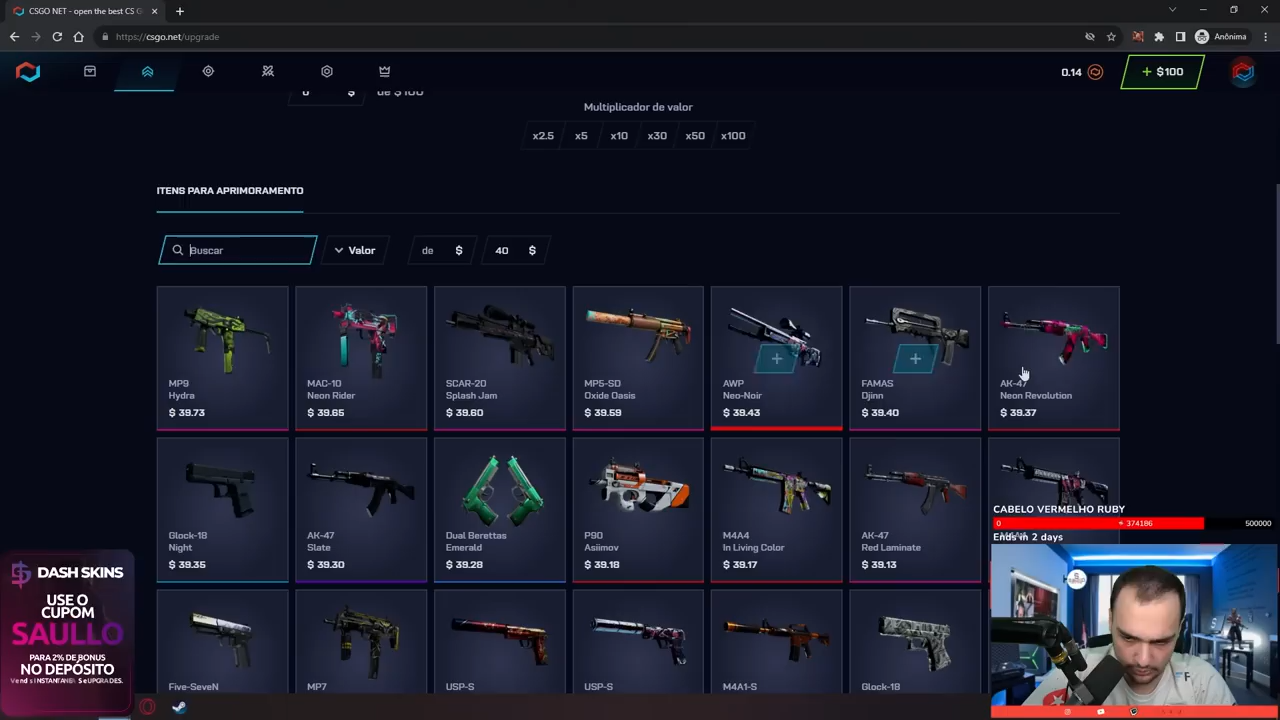 CSGO NET - open the best CS G
https://csgo.net/upgrade
Anônima
0.14
+ $100
0 $ de $100
Multiplicador de valor
x2.5 x5 x10 x30 x50 x100
ITENS PARA APRIMORAMENTO
Buscar
Valor
de $
40 $
MP9
Hydra
$ 39.73
MAC-10
Neon Rider
$ 39.65
SCAR-20
Splash Jam
$ 39.60
MP5-SD
Oxide Oasis
$ 39.59
AWP
Neo-Noir
$ 39.43
FAMAS
Djinn
$ 39.40
AK-47
Neon Revolution
$ 39.37
Glock-18
Night
$ 39.35
AK-47
Slate
$ 39.30
Dual Berettas
Emerald
$ 39.28
P90
Asiimov
$ 39.18
M4A4
In Living Color
$ 39.17
AK-47
Red Laminate
$ 39.13
Five-SeveN
MP7
USP-S
USP-S
M4A1-S
Glock-18
CABELO VERMELHO RUBY
0 374186 500000
Ends in 2 days
DASH SKINS
USE O
CUPOM
SAULLO
PARA 2% DE BONUS
NO DEPÓSITO